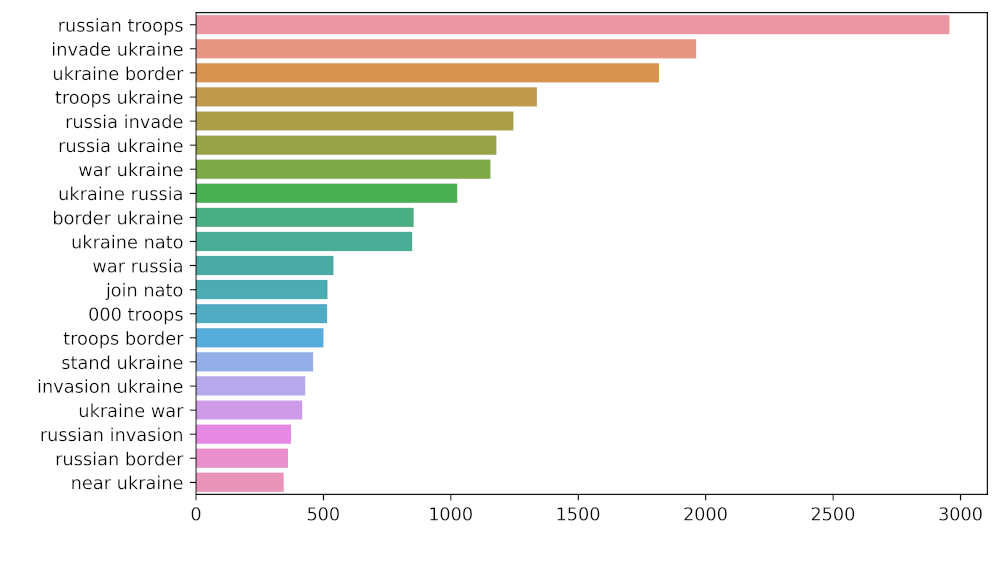 russian troops
invade ukraine
ukraine border
troops ukraine
russia invade
russia ukraine
war ukraine
ukraine russia
border ukraine
ukraine nato
war russia
join nato
000 troops
troops border
stand ukraine
invasion ukraine
ukraine war
russian invasion
russian border
near ukraine
0 500 1000 1500 2000 2500 3000